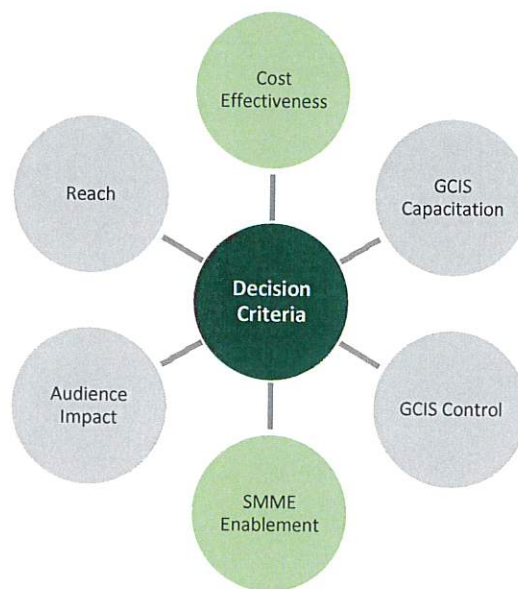 Cost
Effectiveness
GCIS
Capacitation
GCIS Control
SMME
Enablement
Audience
Impact
Reach
Decision
Criteria